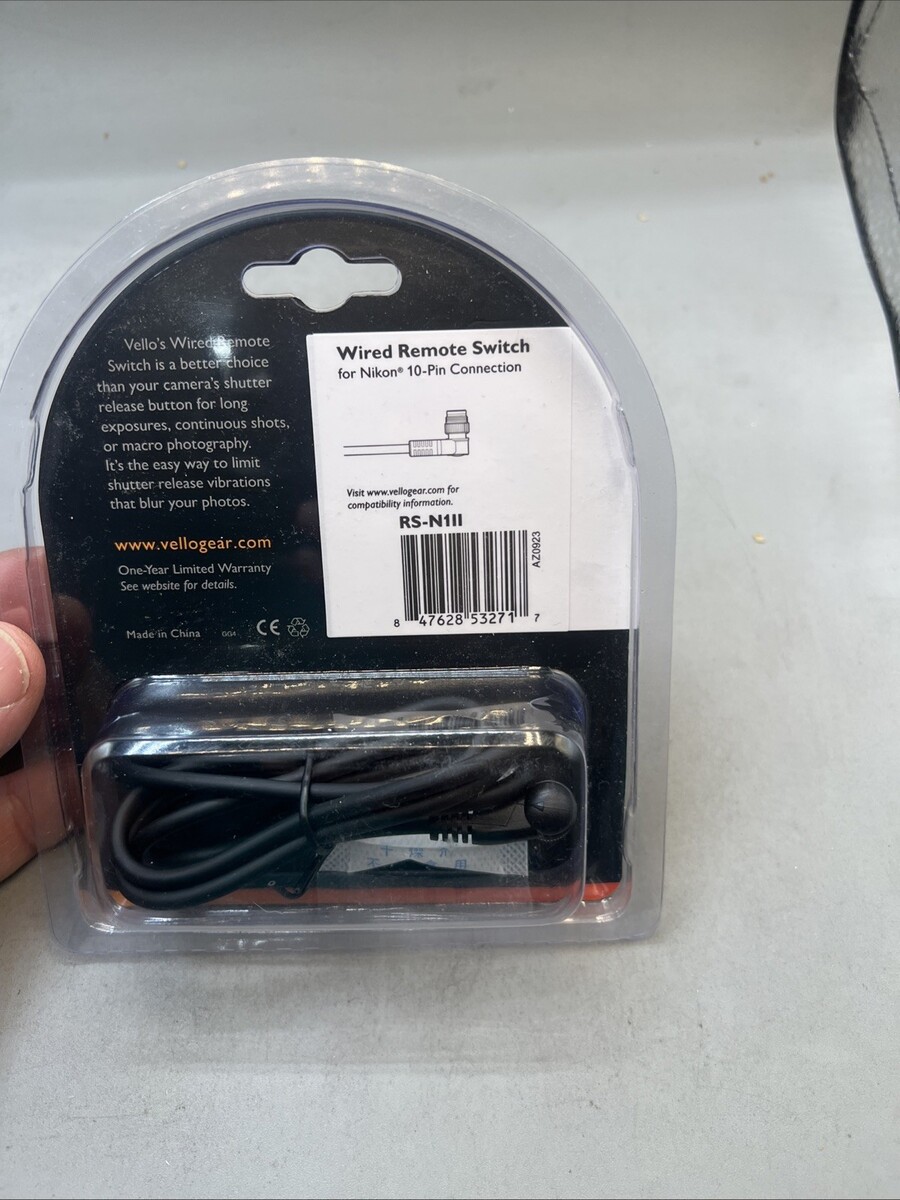 Vello's Wired Remote
Switch is a better choice
than your camera's shutter
release button for long
exposures, continuous shots,
or macro photography.
It's the easy way to limit
shutter release vibrations
that blur your photos.
www.vellogear.com
One-Year Limited Warranty
See website for details.
Made in China GG4 CE
Wired Remote Switch
for Nikon® 10-Pin Connection
Visit www.vellogear.com for
compatibility information.
RS-N1II
AZ0923
8 47628 53271 7